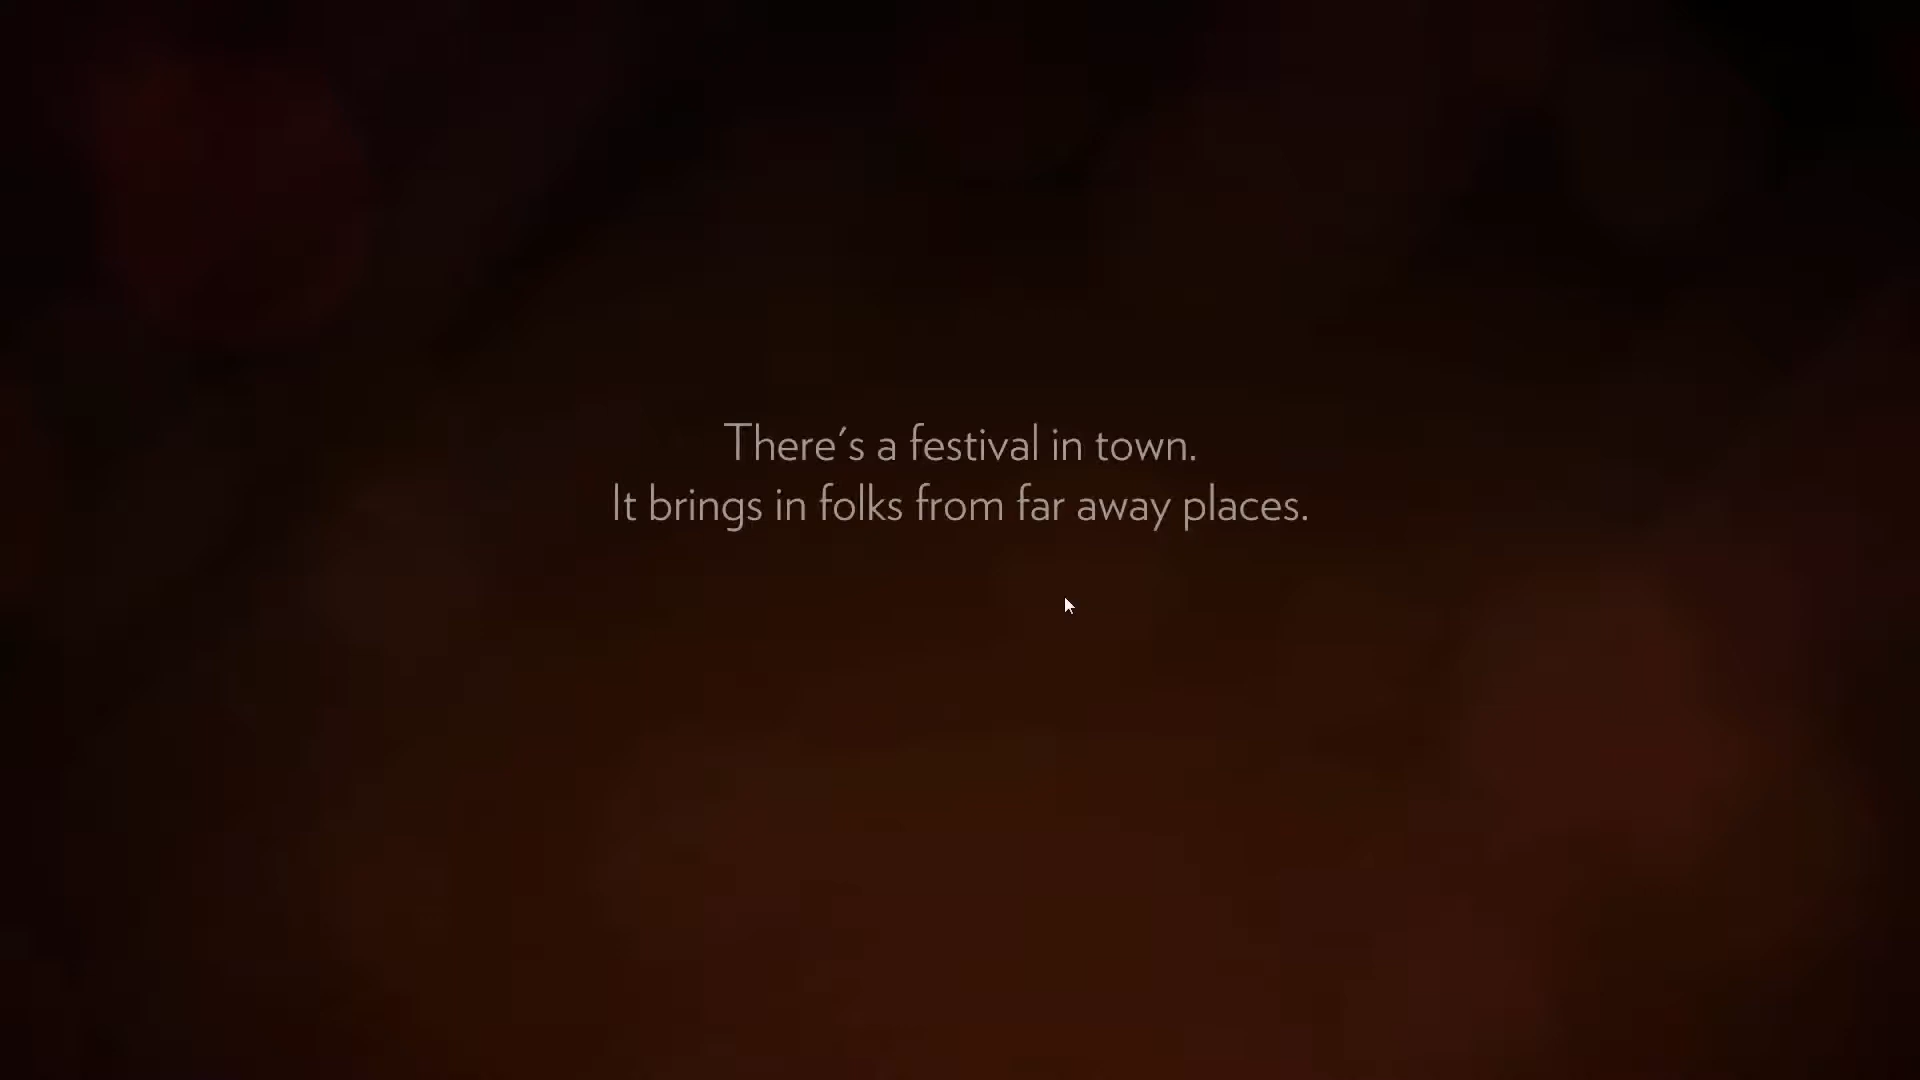 There's a festival in town.
It brings in folks from far away places.